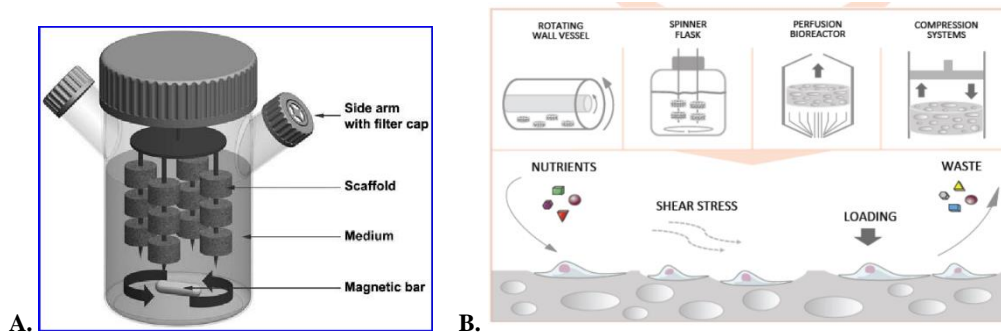 Side arm
with filter cap
Scaffold
Medium
Magnetic bar
A.
ROTATING
WALL VESSEL
SPINNER
FLASK
PERFUSION
BIOREACTOR
COMPRESSION
SYSTEMS
NUTRIENTS
SHEAR STRESS
LOADING
WASTE
B.